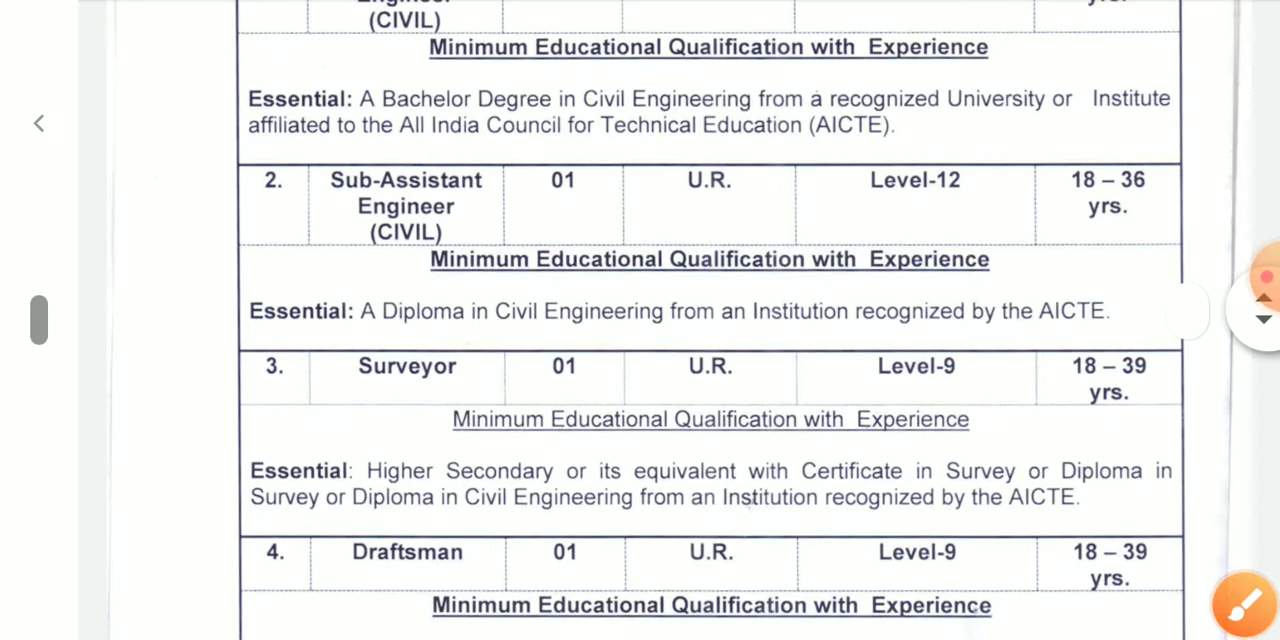 (CIVIL)
Minimum Educational Qualification with Experience
Essential: A Bachelor Degree in Civil Engineering from a recognized University or Institute
affiliated to the All India Council for Technical Education (AICTE).
2. Sub-Assistant 01 U.R. Level-12 18 – 36
Engineer yrs.
(CIVIL)
Minimum Educational Qualification with Experience
Essential: A Diploma in Civil Engineering from an Institution recognized by the AICTE.
3. Surveyor 01 U.R. Level-9 18 – 39
yrs.
Minimum Educational Qualification with Experience
Essential: Higher Secondary or its equivalent with Certificate in Survey or Diploma in
Survey or Diploma in Civil Engineering from an Institution recognized by the AICTE.
4. Draftsman 01 U.R. Level-9 18 – 39
yrs.
Minimum Educational Qualification with Experience